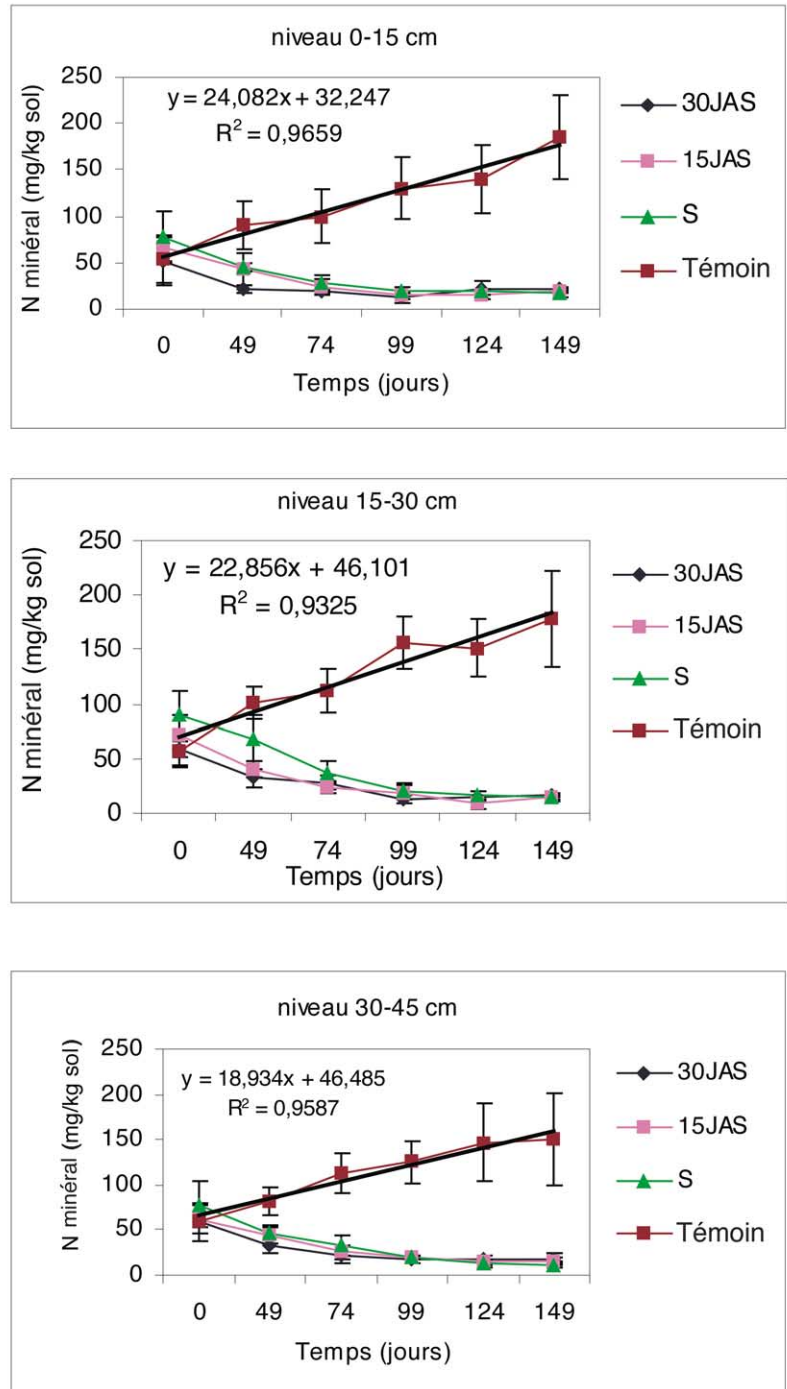 niveau 0-15 cm
N minéral (mg/kg sol)
250
200
150
100
50
0
y = 24,082x + 32,247
R² = 0,9659
0 49 74 99 124 149
Temps (jours)
30JAS
15JAS
S
Témoin
niveau 15-30 cm
N minéral (mg/kg sol)
250
200
150
100
50
0
y = 22,856x + 46,101
R² = 0,9325
0 49 74 99 124 149
Temps (jours)
30JAS
15JAS
S
Témoin
niveau 30-45 cm
N minéral (mg/kg sol)
250
200
150
100
50
0
y = 18,934x + 46,485
R² = 0,9587
0 49 74 99 124 149
Temps (jours)
30JAS
15JAS
S
Témoin